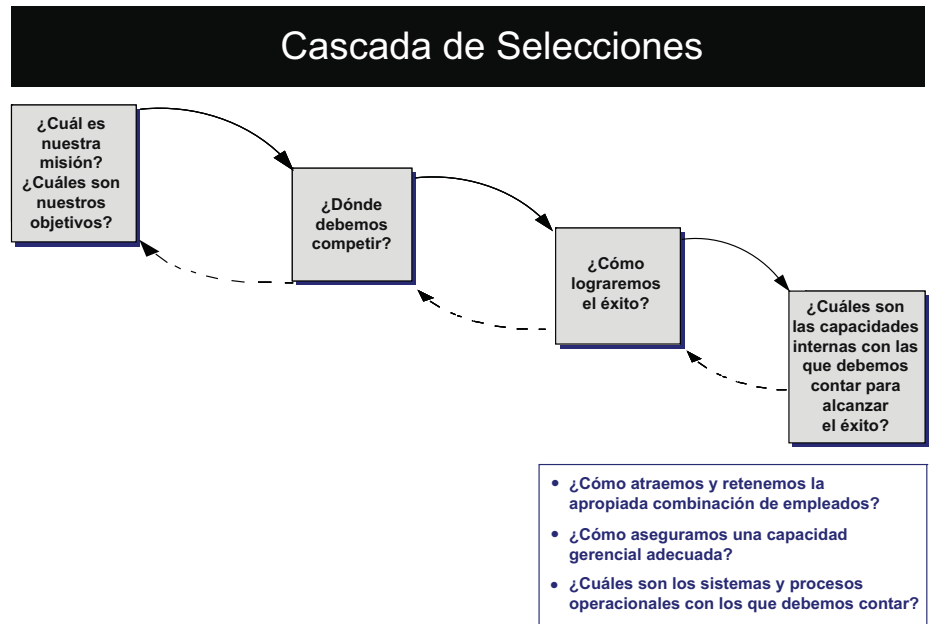 Cascada de Selecciones
¿Cuál es
nuestra
misión?
¿Cuáles son
nuestros
objetivos?
¿Dónde
debemos
competir?
¿Cómo
lograremos
el éxito?
¿Cuáles son
las capacidades
internas con las
que debemos
contar para
alcanzar
el éxito?
• ¿Cómo atraemos y retenemos la
apropiada combinación de empleados?
• ¿Cómo aseguramos una capacidad
gerencial adecuada?
• ¿Cuáles son los sistemas y procesos
operacionales con los que debemos contar?